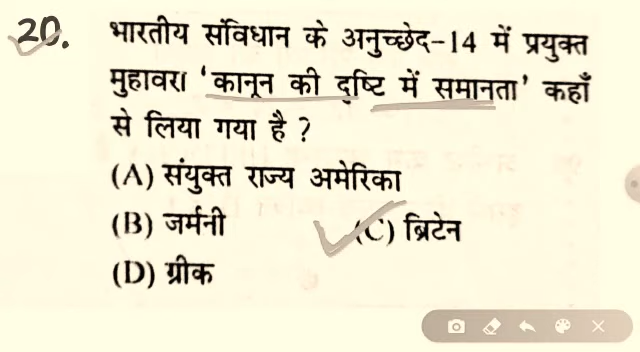 20. भारतीय संविधान के अनुच्छेद-14 में प्रयुक्त
मुहावरा 'कानून की दृष्टि में समानता' कहाँ
से लिया गया है ?
(A) संयुक्त राज्य अमेरिका
(B) जर्मनी (C) ब्रिटेन
(D) ग्रीक